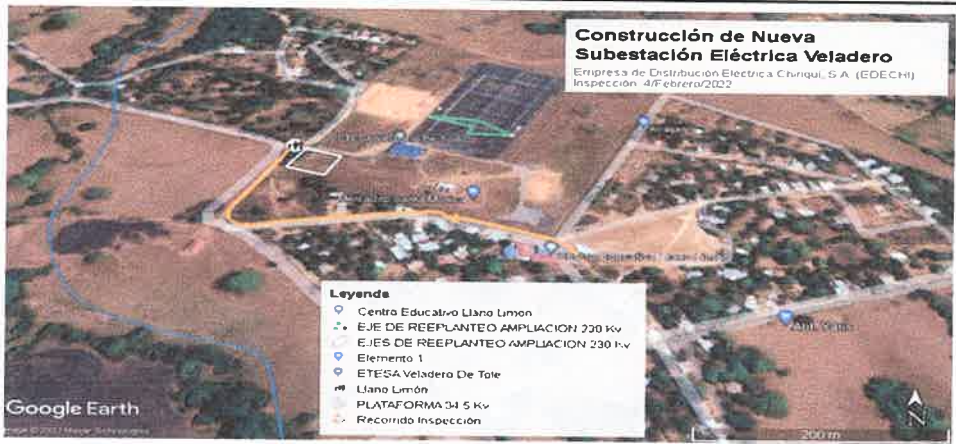 Construcción de Nueva
Subestación Eléctrica Veladero
Empresa de Distribución Eléctrica Chiriquí, S.A. (EDECHI)
Inspección 4/Febrero/2022
Leyenda
Centro Educativo Llano Limon
EJE DE REEPLANTEO AMPLIACION 230 Kv
EJES DE REEPLANTEO AMPLIACION 230 Kv
Elemento 1
ETESA Veladero De Tole
Llano Limón
PLATAFORMA 34.5 Kv
Recorrido Inspección
Google Earth
N
200 m